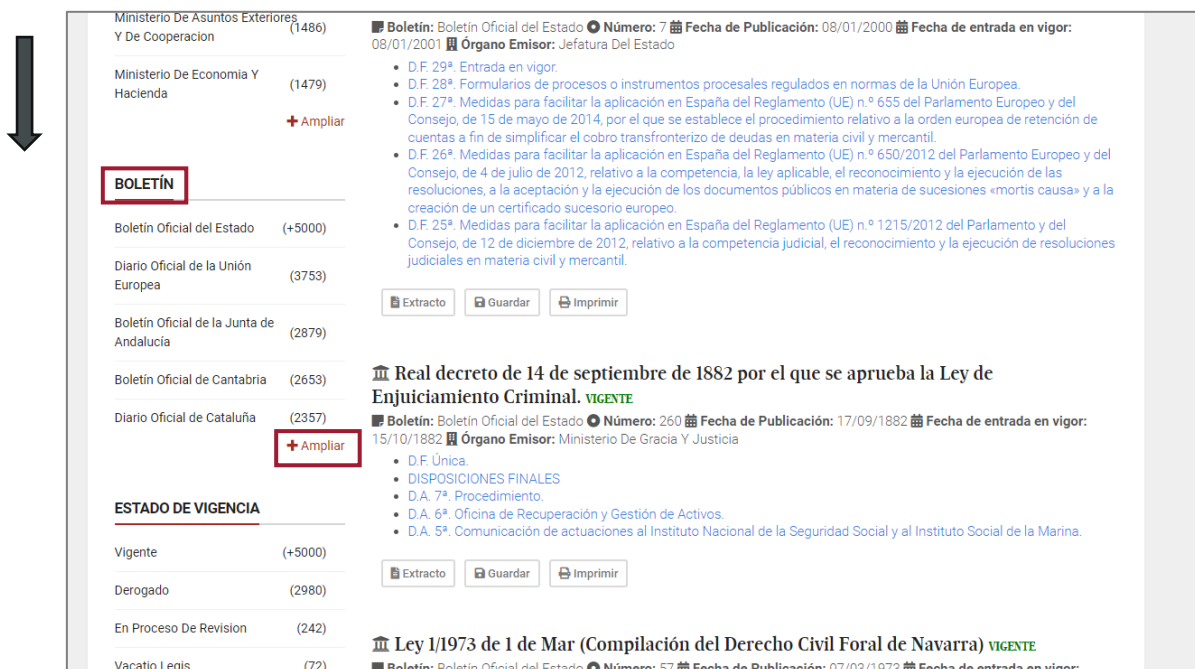 Ministerio de Asuntos Exteriores
Y De Cooperacion
(1486)
Ministerio De Economia Y
Hacienda
(1479)
+ Ampliar
BOLETÍN
Boletín Oficial del Estado (+5000)
Diario Oficial de la Unión
Europea
(3753)
Boletín Oficial de la Junta de
Andalucía
(2879)
Boletín Oficial de Cantabria (2653)
Diario Oficial de Cataluña (2357)
+ Ampliar
ESTADO DE VIGENCIA
Vigente (+5000)
Derogado (2980)
En Proceso De Revision (242)
Vacatio Legis (72)
Boletín: Boletín Oficial del Estado Número: 7 Fecha de Publicación: 08/01/2000 Fecha de entrada en vigor:
08/01/2001 Órgano Emisor: Jefatura Del Estado
• D.F. 29ª. Entrada en vigor.
• D.F. 28ª. Formularios de procesos o instrumentos procesales regulados en normas de la Unión Europea.
• D.F. 27ª. Medidas para facilitar la aplicación en España del Reglamento (UE) n.º 655 del Parlamento Europeo y del
Consejo, de 15 de mayo de 2014, por el que se establece el procedimiento relativo a la orden europea de retención de
cuentas a fin de simplificar el cobro transfronterizo de deudas en materia civil y mercantil.
• D.F. 26ª. Medidas para facilitar la aplicación en España del Reglamento (UE) n.º 650/2012 del Parlamento Europeo y del
Consejo, de 4 de julio de 2012, relativo a la competencia, la ley aplicable, el reconocimiento y la ejecución de las
resoluciones, a la aceptación y la ejecución de los documentos públicos en materia de sucesiones «mortis causa» y a la
creación de un certificado sucesorio europeo.
• D.F. 25ª. Medidas para facilitar la aplicación en España del Reglamento (UE) n.º 1215/2012 del Parlamento y del
Consejo, de 12 de diciembre de 2012, relativo a la competencia judicial, el reconocimiento y la ejecución de resoluciones
judiciales en materia civil y mercantil.
Extracto Guardar Imprimir
Real decreto de 14 de septiembre de 1882 por el que se aprueba la Ley de
Enjuiciamiento Criminal. VIGENTE
Boletín: Boletín Oficial del Estado Número: 260 Fecha de Publicación: 17/09/1882 Fecha de entrada en vigor:
15/10/1882 Órgano Emisor: Ministerio De Gracia Y Justicia
• D.F. Única.
• DISPOSICIONES FINALES
• D.A. 7ª. Procedimiento.
• D.A. 6ª. Oficina de Recuperación y Gestión de Activos.
• D.A. 5ª. Comunicación de actuaciones al Instituto Nacional de la Seguridad Social y al Instituto Social de la Marina.
Extracto Guardar Imprimir
Ley 1/1973 de 1 de Mar (Compilación del Derecho Civil Foral de Navarra) VIGENTE
Boletín: Boletín Oficial del Estado Número: 57 Fecha de Publicación: 07/03/1973 Fecha de entrada en vigor: